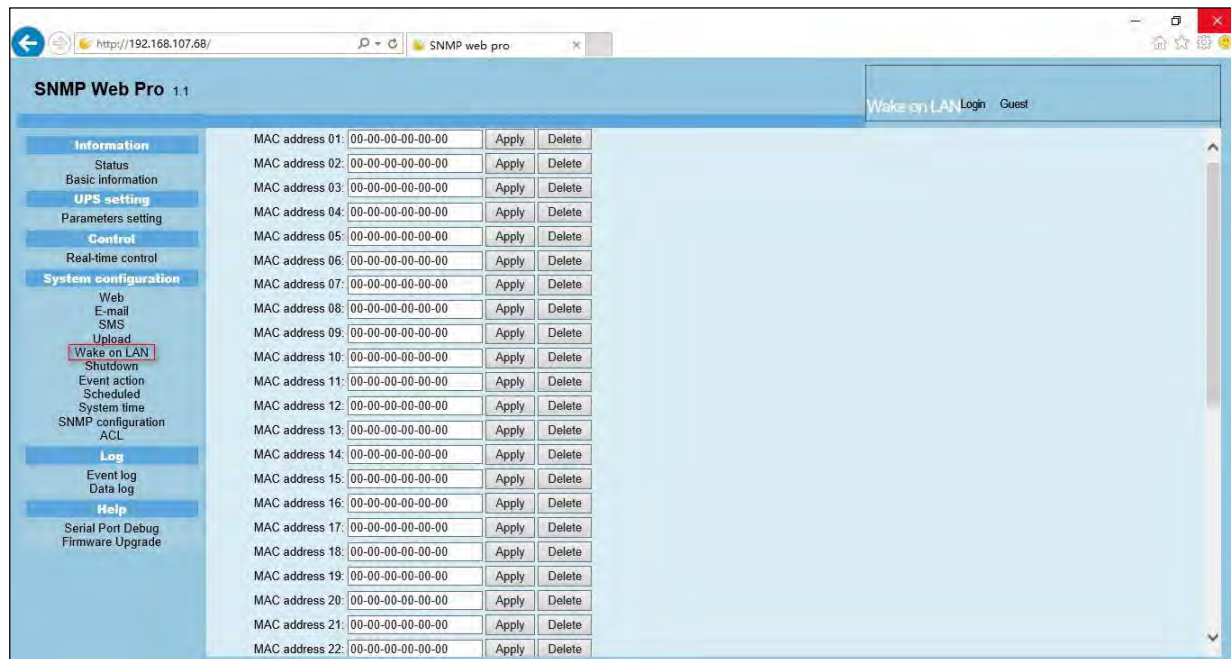 http://192.168.107.68/
SNMP web pro
SNMP Web Pro 1.1
Wake on LAN Login Guest
Information
Status
Basic information
UPS setting
Parameters setting
Control
Real-time control
System configuration
Web
E-mail
SMS
Upload
Wake on LAN
Shutdown
Event action
Scheduled
System time
SNMP configuration
ACL
Log
Event log
Data log
Help
Serial Port Debug
Firmware Upgrade
MAC address 01: 00-00-00-00-00-00 Apply Delete
MAC address 02: 00-00-00-00-00-00 Apply Delete
MAC address 03: 00-00-00-00-00-00 Apply Delete
MAC address 04: 00-00-00-00-00-00 Apply Delete
MAC address 05: 00-00-00-00-00-00 Apply Delete
MAC address 06: 00-00-00-00-00-00 Apply Delete
MAC address 07: 00-00-00-00-00-00 Apply Delete
MAC address 08: 00-00-00-00-00-00 Apply Delete
MAC address 09: 00-00-00-00-00-00 Apply Delete
MAC address 10: 00-00-00-00-00-00 Apply Delete
MAC address 11: 00-00-00-00-00-00 Apply Delete
MAC address 12: 00-00-00-00-00-00 Apply Delete
MAC address 13: 00-00-00-00-00-00 Apply Delete
MAC address 14: 00-00-00-00-00-00 Apply Delete
MAC address 15: 00-00-00-00-00-00 Apply Delete
MAC address 16: 00-00-00-00-00-00 Apply Delete
MAC address 17: 00-00-00-00-00-00 Apply Delete
MAC address 18: 00-00-00-00-00-00 Apply Delete
MAC address 19: 00-00-00-00-00-00 Apply Delete
MAC address 20: 00-00-00-00-00-00 Apply Delete
MAC address 21: 00-00-00-00-00-00 Apply Delete
MAC address 22: 00-00-00-00-00-00 Apply Delete